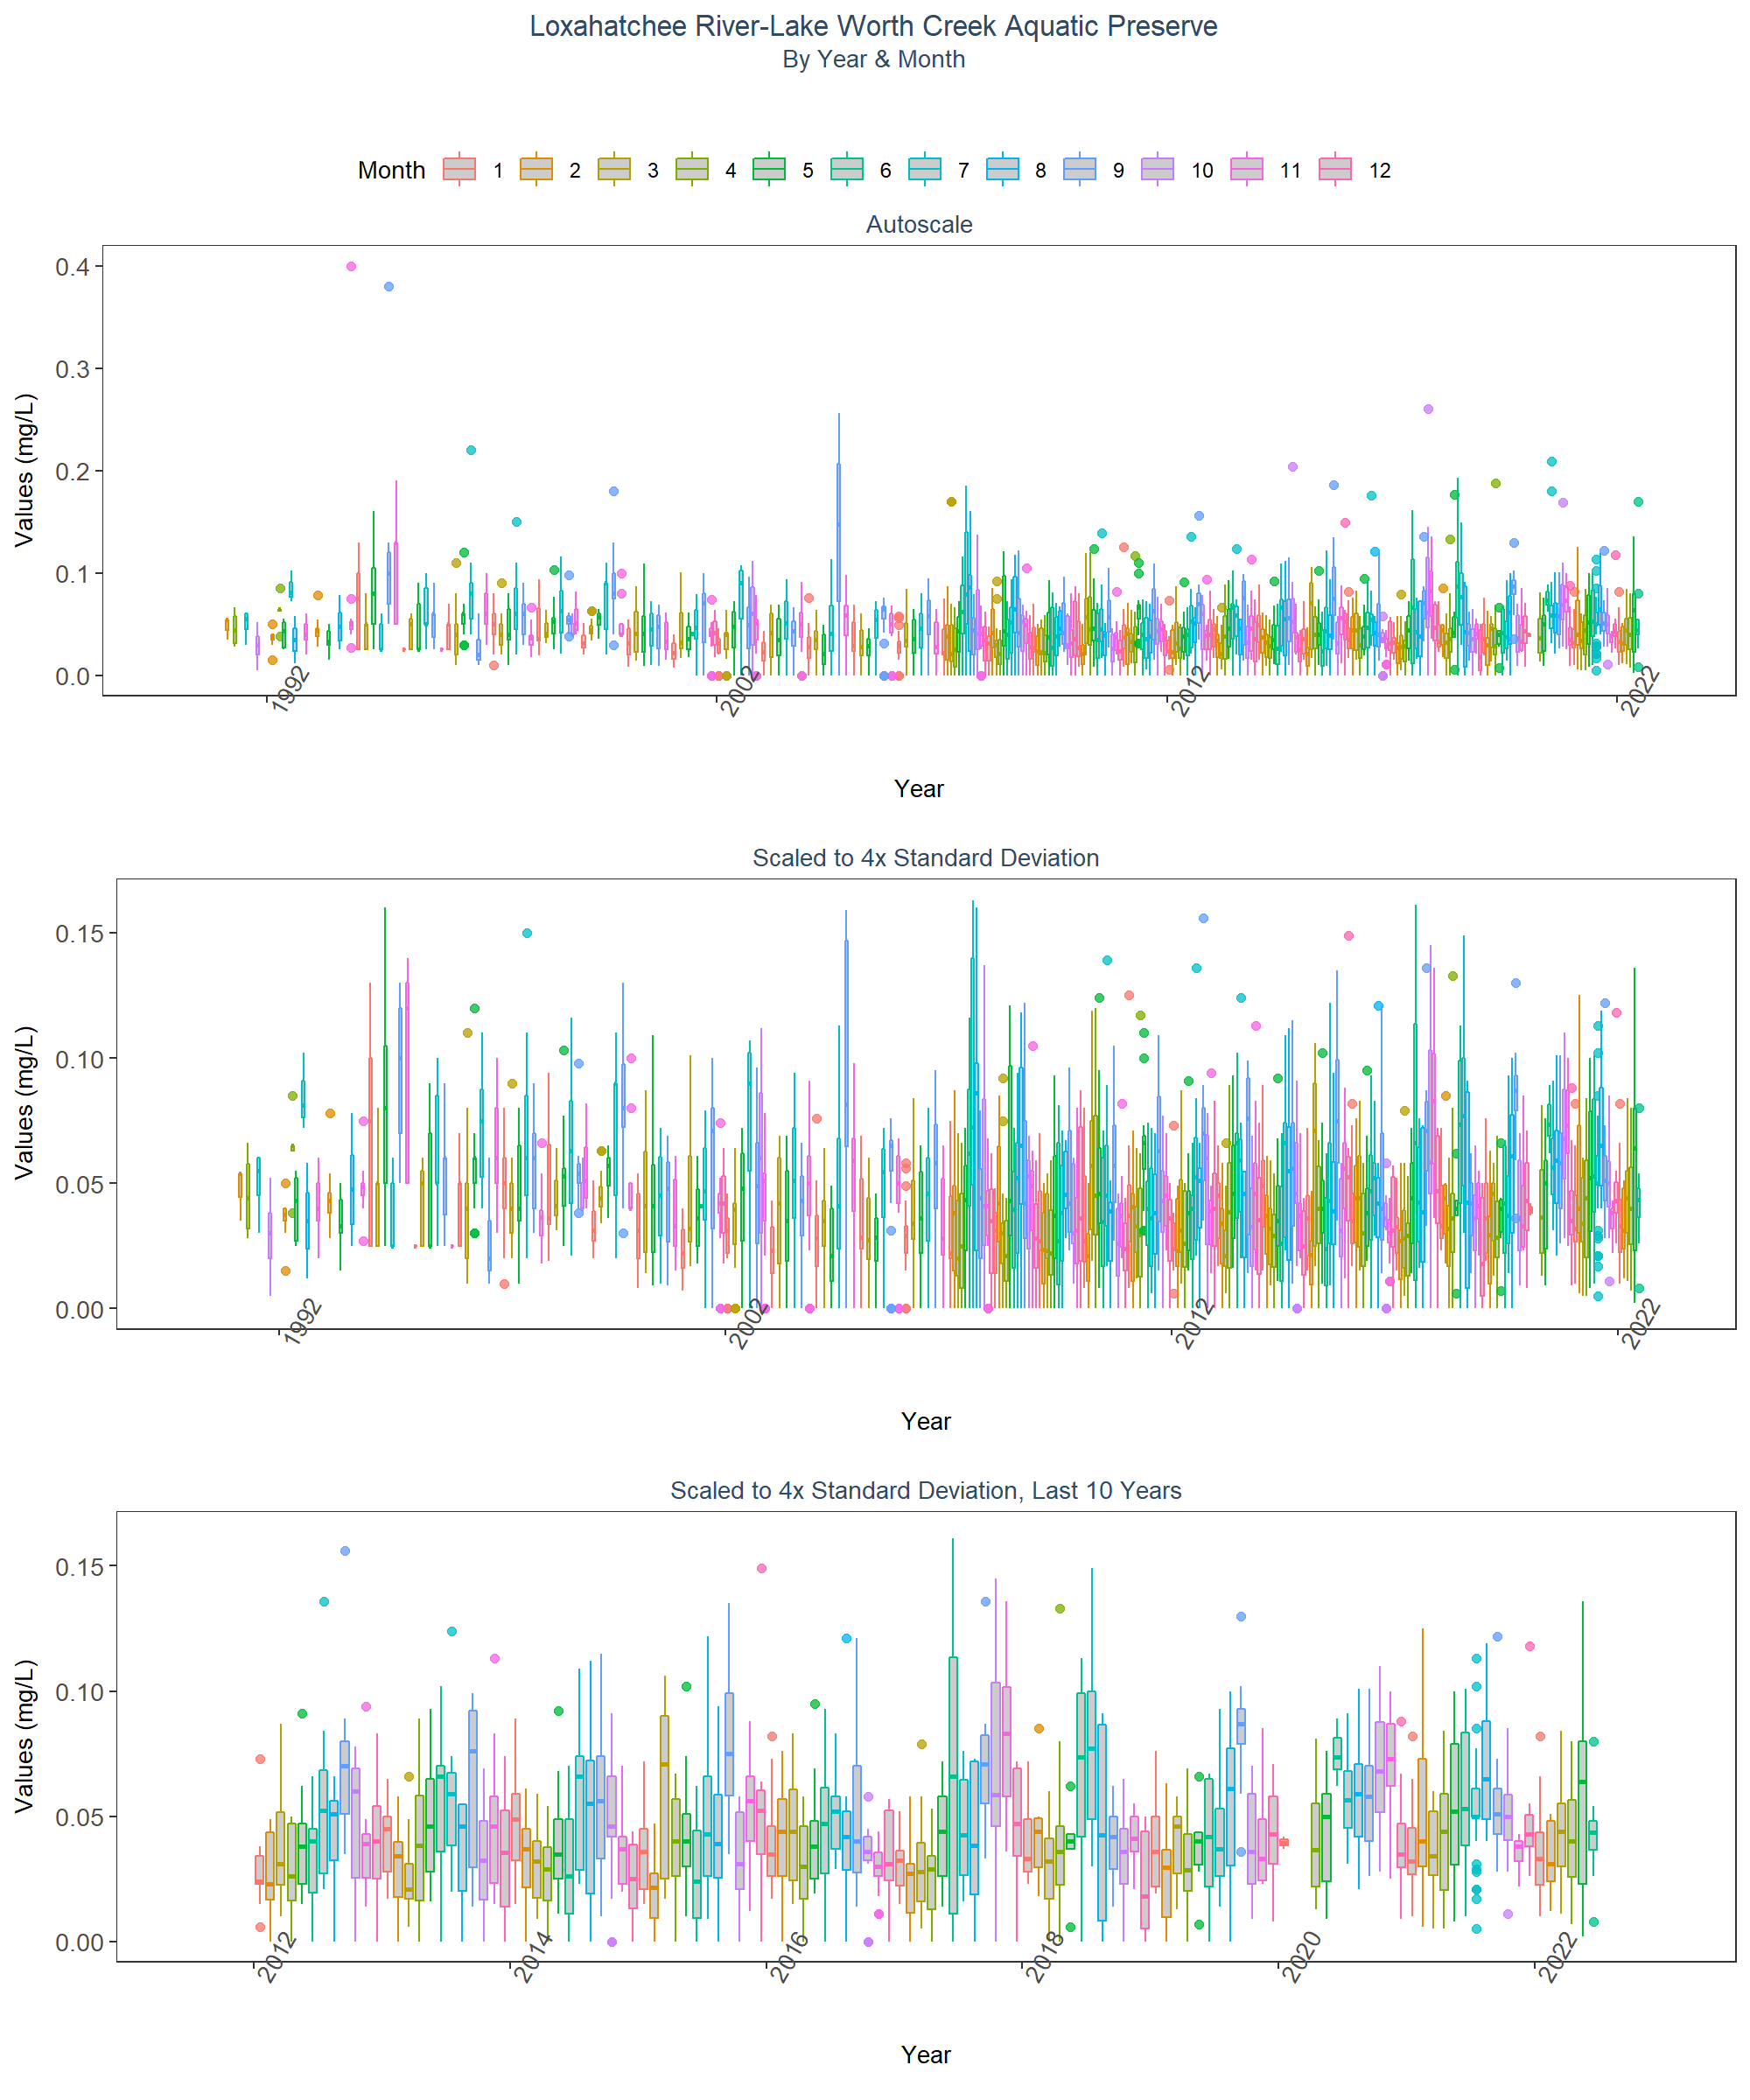 Loxahatchee River-Lake Worth Creek Aquatic Preserve
By Year & Month
Month 1 2 3 4 5 6 7 8 9 10 11 12
Autoscale
Values (mg/L)
0.4
0.3
0.2
0.1
0.0
1992 2002 2012 2022
Year
Scaled to 4x Standard Deviation
Values (mg/L)
0.15
0.10
0.05
0.00
1992 2002 2012 2022
Year
Scaled to 4x Standard Deviation, Last 10 Years
Values (mg/L)
0.15
0.10
0.05
0.00
2012 2014 2016 2018 2020 2022
Year